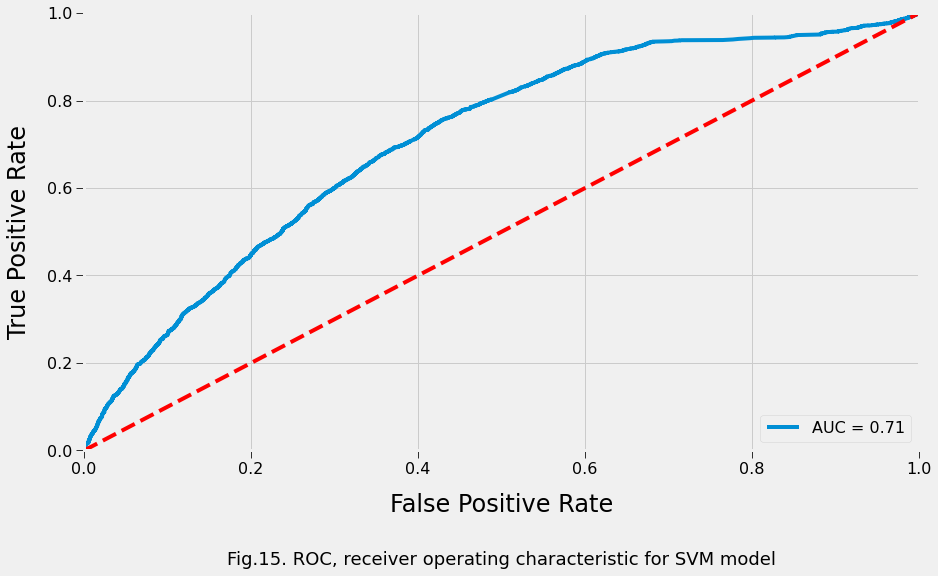 1.0
0.8
0.6
0.4
0.2
0.0
True Positive Rate
AUC = 0.71
0.0 0.2 0.4 0.6 0.8 1.0
False Positive Rate
Fig.15. ROC, receiver operating characteristic for SVM model